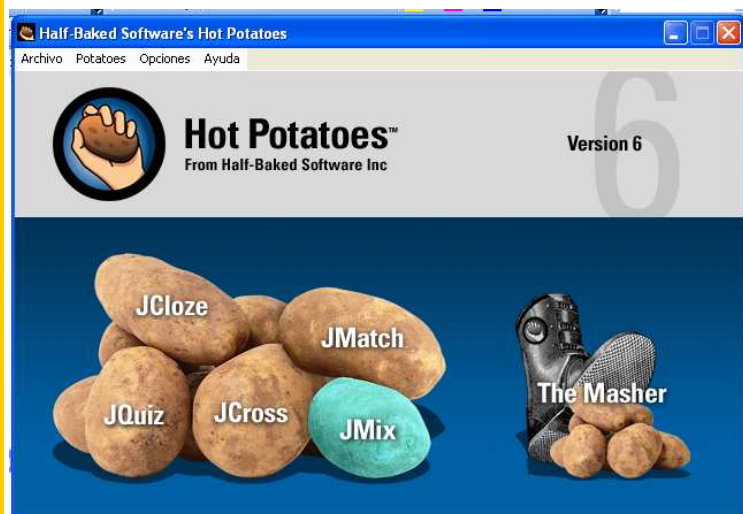 Half-Baked Software's Hot Potatoes
Archivo Potatoes Opciones Ayuda
6
Hot Potatoes™
From Half-Baked Software Inc
Version 6
JCloze
JMatch
JQuiz
JCross
JMix
The Masher